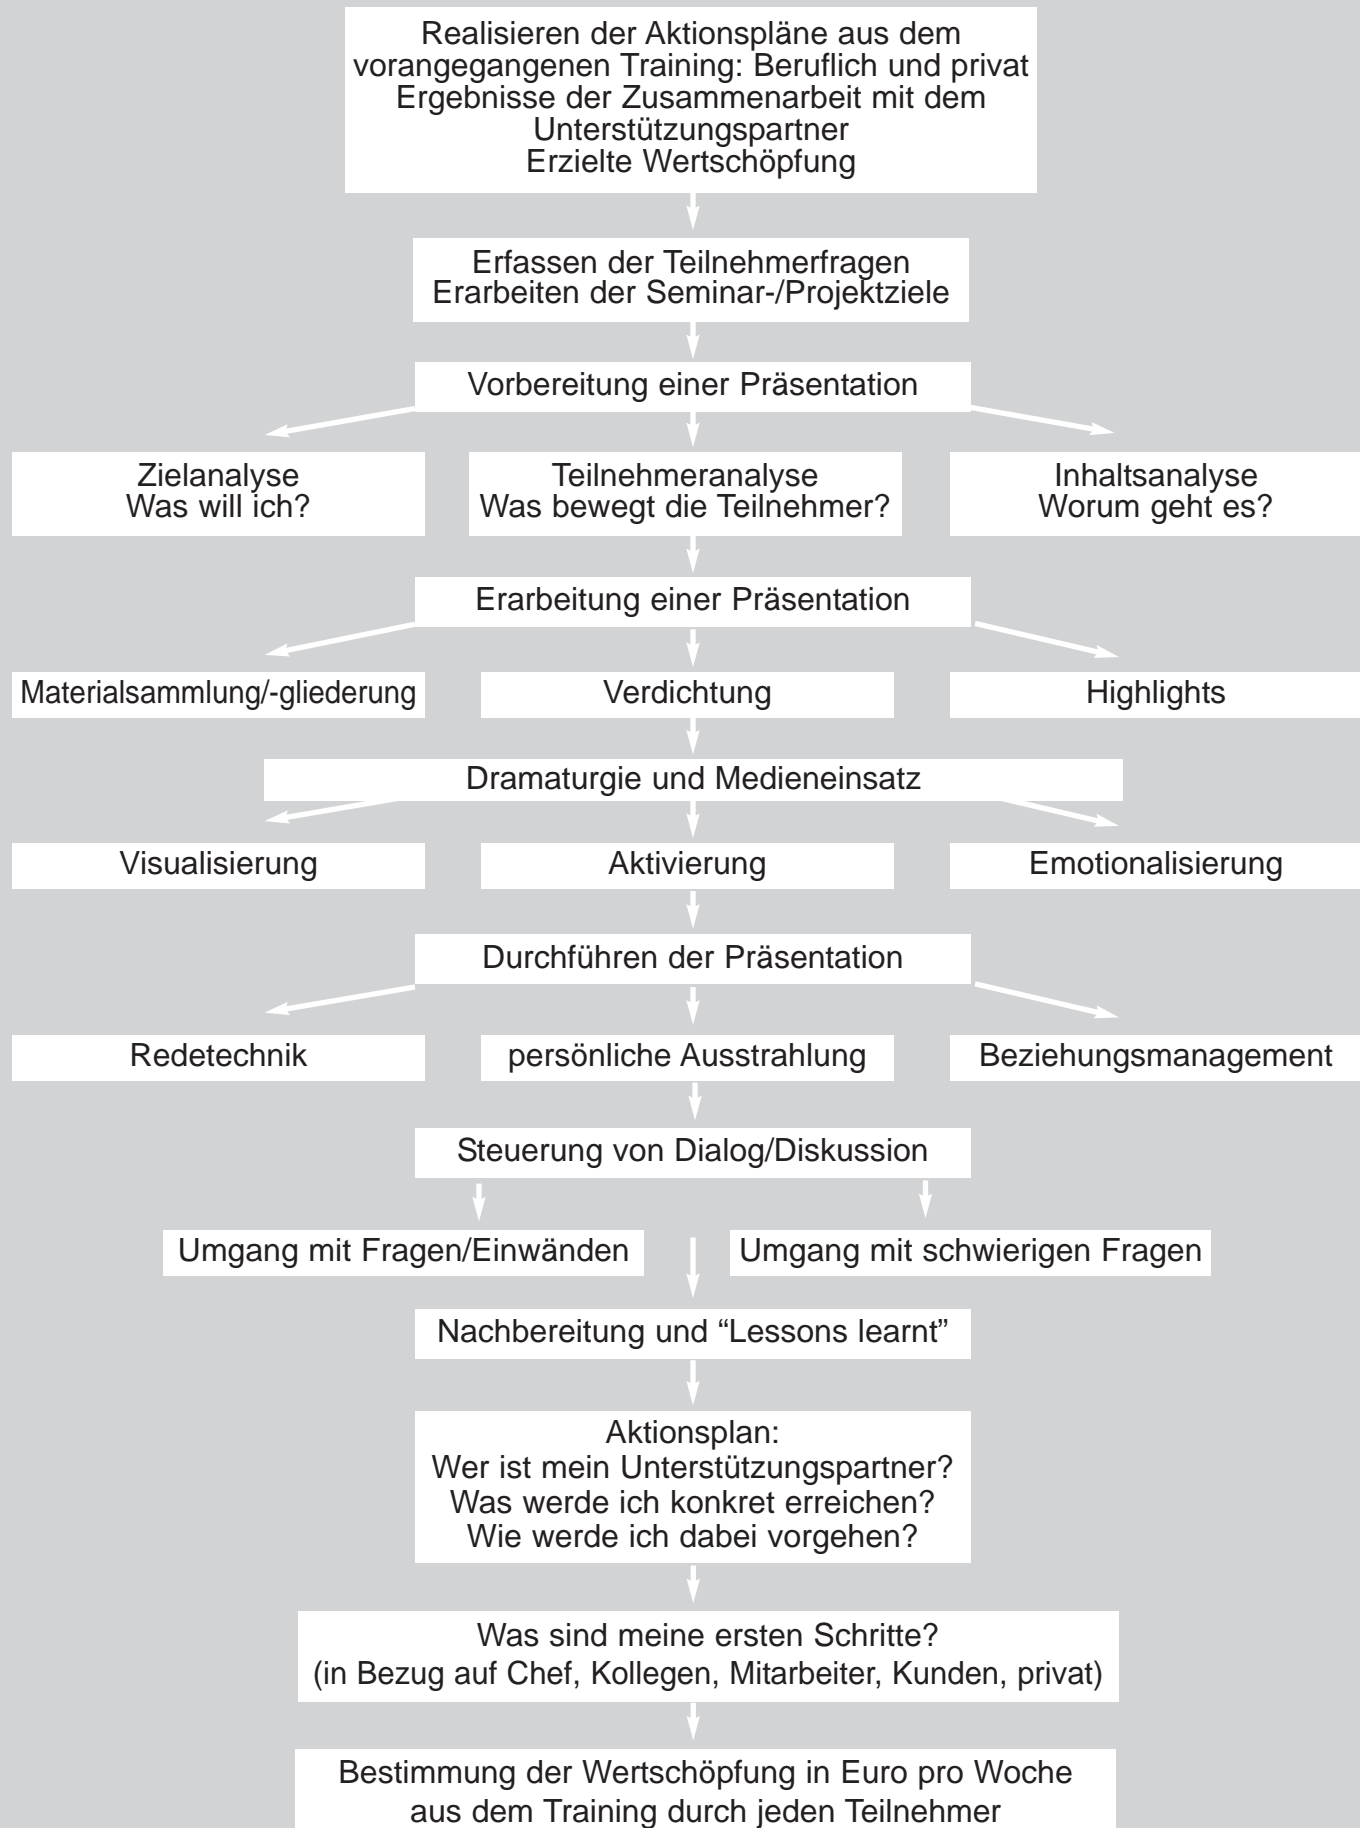 Realisieren der Aktionspläne aus dem
vorangegangenen Training: Beruflich und privat
Ergebnisse der Zusammenarbeit mit dem
Unterstützungspartner
Erzielte Wertschöpfung
Erfassen der Teilnehmerfragen
Erarbeiten der Seminar-/Projektziele
Vorbereitung einer Präsentation
Zielanalyse
Was will ich?
Teilnehmeranalyse
Was bewegt die Teilnehmer?
Inhaltsanalyse
Worum geht es?
Erarbeitung einer Präsentation
Materialsammlung/-gliederung
Verdichtung
Highlights
Dramaturgie und Medieneinsatz
Visualisierung
Aktivierung
Emotionalisierung
Durchführen der Präsentation
Redetechnik
persönliche Ausstrahlung
Beziehungsmanagement
Steuerung von Dialog/Diskussion
Umgang mit Fragen/Einwänden
Umgang mit schwierigen Fragen
Nachbereitung und “Lessons learnt”
Aktionsplan:
Wer ist mein Unterstützungspartner?
Was werde ich konkret erreichen?
Wie werde ich dabei vorgehen?
Was sind meine ersten Schritte?
(in Bezug auf Chef, Kollegen, Mitarbeiter, Kunden, privat)
Bestimmung der Wertschöpfung in Euro pro Woche
aus dem Training durch jeden Teilnehmer